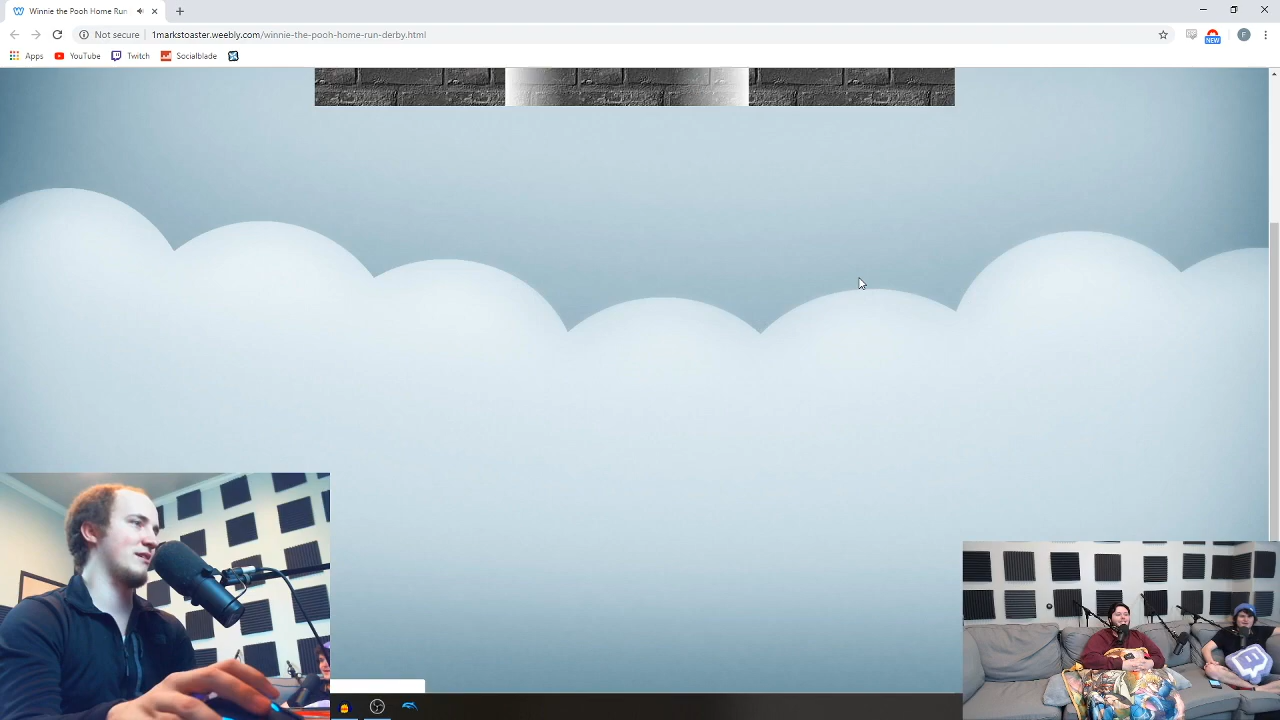 Winnie the Pooh Home Run
Not secure
1markstoaster.weebly.com/winnie-the-pooh-home-run-derby.html
NEW
F
Apps
YouTube
Twitch
Socialblade